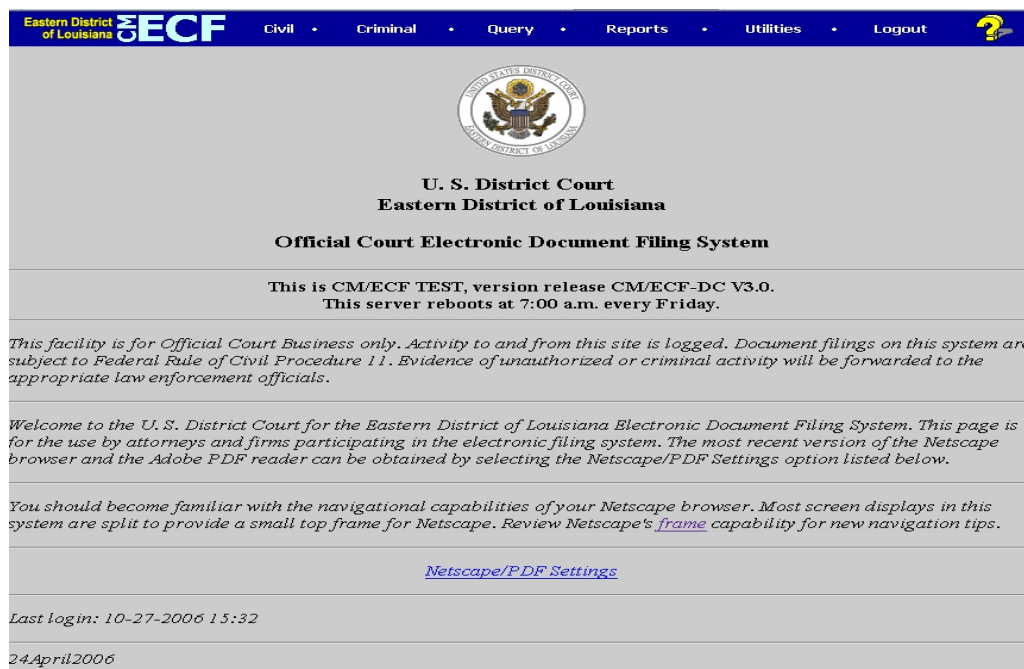 Eastern District of Louisiana CM ECF Civil • Criminal • Query • Reports • Utilities • Logout ?
UNITED STATES DISTRICT COURT
EASTERN DISTRICT OF LOUISIANA
U. S. District Court
Eastern District of Louisiana
Official Court Electronic Document Filing System
This is CM/ECF TEST, version release CM/ECF-DC V3.0.
This server reboots at 7:00 a.m. every Friday.
This facility is for Official Court Business only. Activity to and from this site is logged. Document filings on this system are
subject to Federal Rule of Civil Procedure 11. Evidence of unauthorized or criminal activity will be forwarded to the
appropriate law enforcement officials.
Welcome to the U. S. District Court for the Eastern District of Louisiana Electronic Document Filing System. This page is
for the use by attorneys and firms participating in the electronic filing system. The most recent version of the Netscape
browser and the Adobe PDF reader can be obtained by selecting the Netscape/PDF Settings option listed below.
You should become familiar with the navigational capabilities of your Netscape browser. Most screen displays in this
system are split to provide a small top frame for Netscape. Review Netscape's frame capability for new navigation tips.
Netscape/PDF Settings
Last login: 10-27-2006 15:32
24April2006